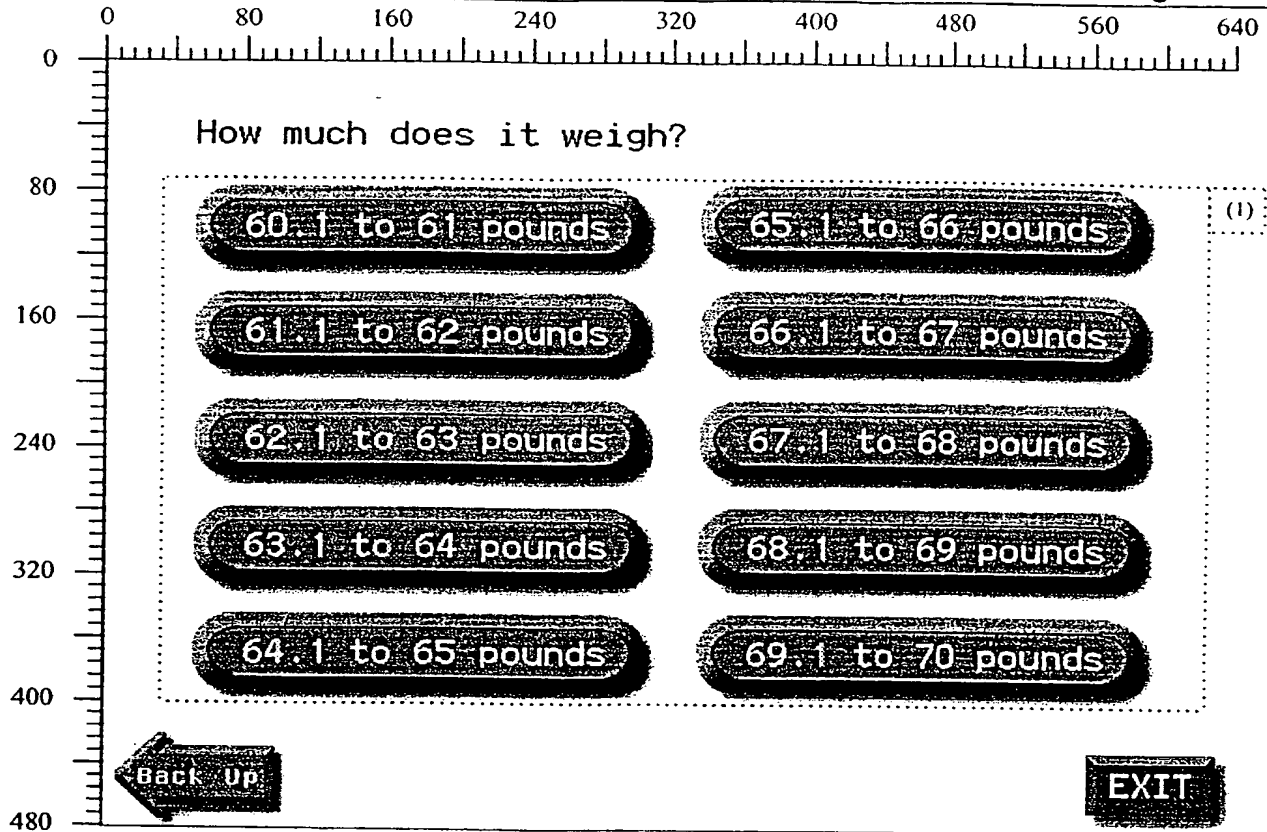 0 80 160 240 320 400 480 560 640
0
How much does it weigh?
80
60.1 to 61 pounds 65.1 to 66 pounds (1)
160
61.1 to 62 pounds 66.1 to 67 pounds
240
62.1 to 63 pounds 67.1 to 68 pounds
63.1 to 64 pounds 68.1 to 69 pounds
320
64.1 to 65 pounds 69.1 to 70 pounds
400
Back Up EXIT
480